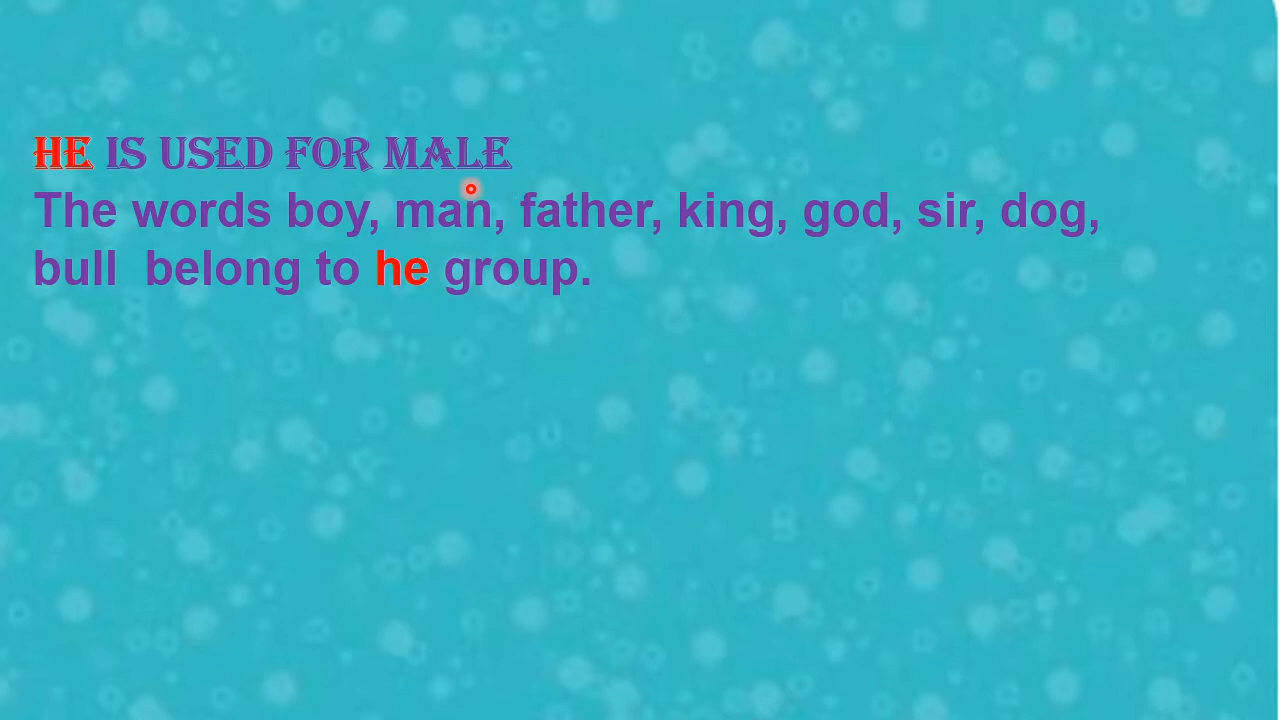 HE IS USED FOR MALE
The words boy, man, father, king, god, sir, dog,
bull  belong to he group.